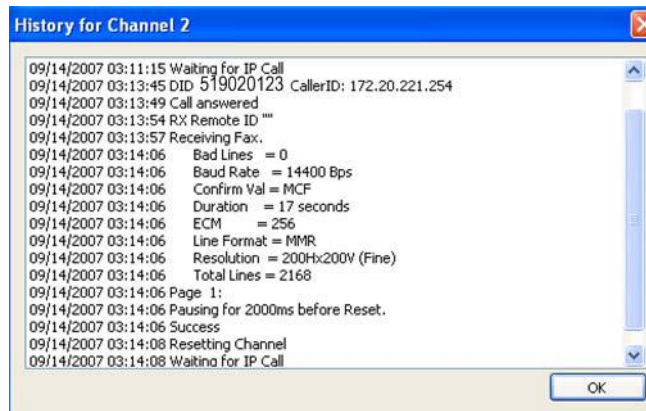 History for Channel 2
09/14/2007 03:11:15 Waiting for IP Call
09/14/2007 03:13:45 DID 519020123 CallerID: 172.20.221.254
09/14/2007 03:13:49 Call answered
09/14/2007 03:13:54 RX Remote ID ""
09/14/2007 03:13:57 Receiving Fax.
09/14/2007 03:14:06 Bad Lines = 0
09/14/2007 03:14:06 Baud Rate = 14400 Bps
09/14/2007 03:14:06 Confirm Val = MCF
09/14/2007 03:14:06 Duration = 17 seconds
09/14/2007 03:14:06 ECM = 256
09/14/2007 03:14:06 Line Format = MMR
09/14/2007 03:14:06 Resolution = 200Hx200V (Fine)
09/14/2007 03:14:06 Total Lines = 2168
09/14/2007 03:14:06 Page 1:
09/14/2007 03:14:06 Pausing for 2000ms before Reset.
09/14/2007 03:14:06 Success
09/14/2007 03:14:08 Resetting Channel
09/14/2007 03:14:08 Waiting for IP Call
OK